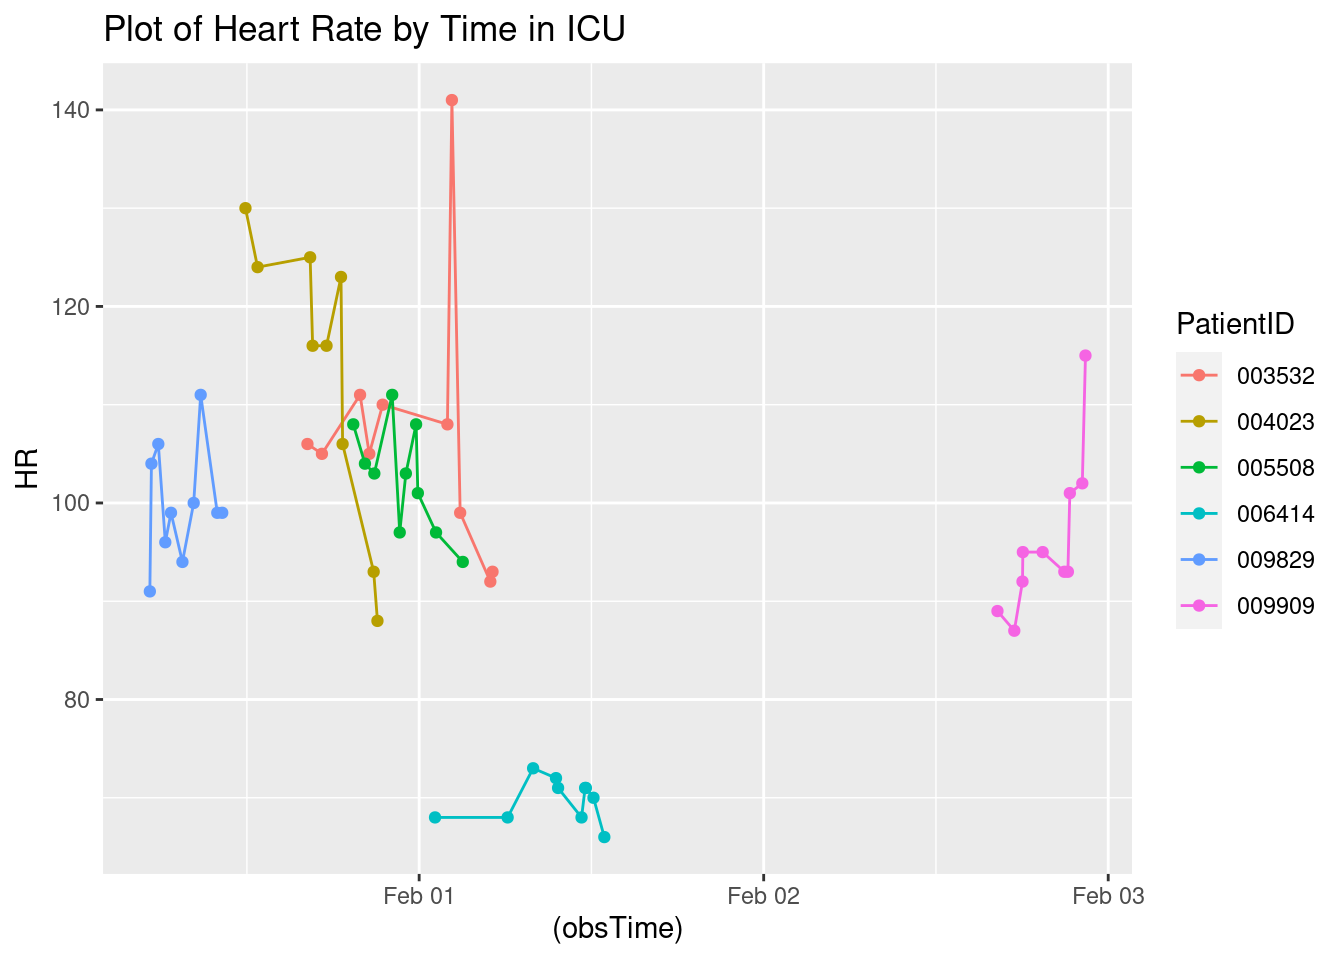 Plot of Heart Rate by Time in ICU
140
120
100
80
HR
Feb 01
Feb 02
Feb 03
(obsTime)
PatientID
003532
004023
005508
006414
009829
009909